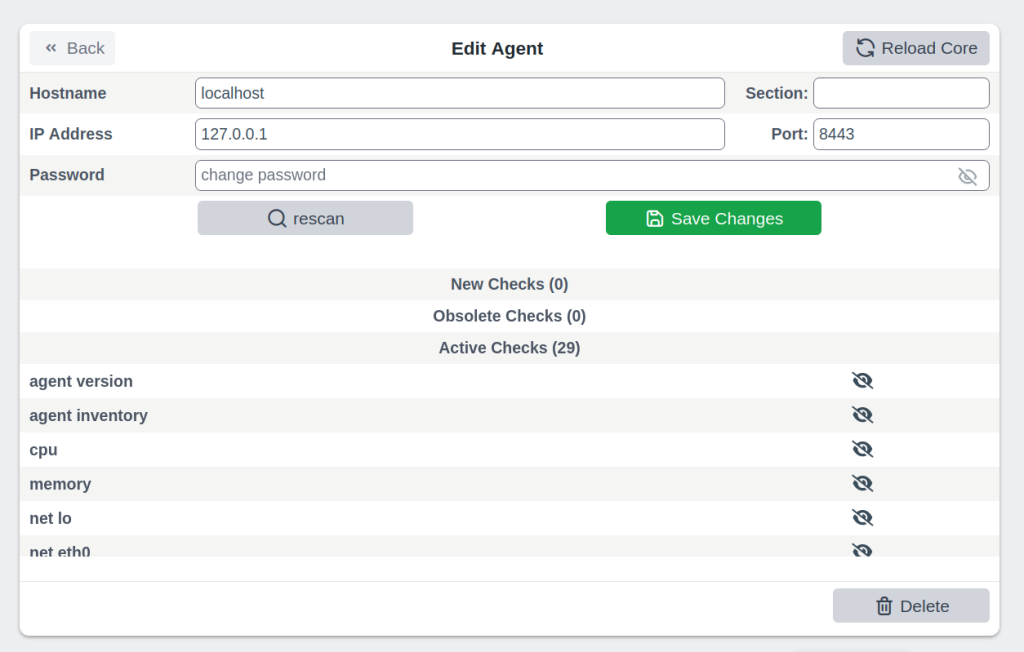 Back Edit Agent Reload Core
Hostname localhost Section:
IP Address 127.0.0.1 Port: 8443
Password change password
rescan Save Changes
New Checks (0)
Obsolete Checks (0)
Active Checks (29)
agent version
agent inventory
cpu
memory
net lo
net eth0
Delete